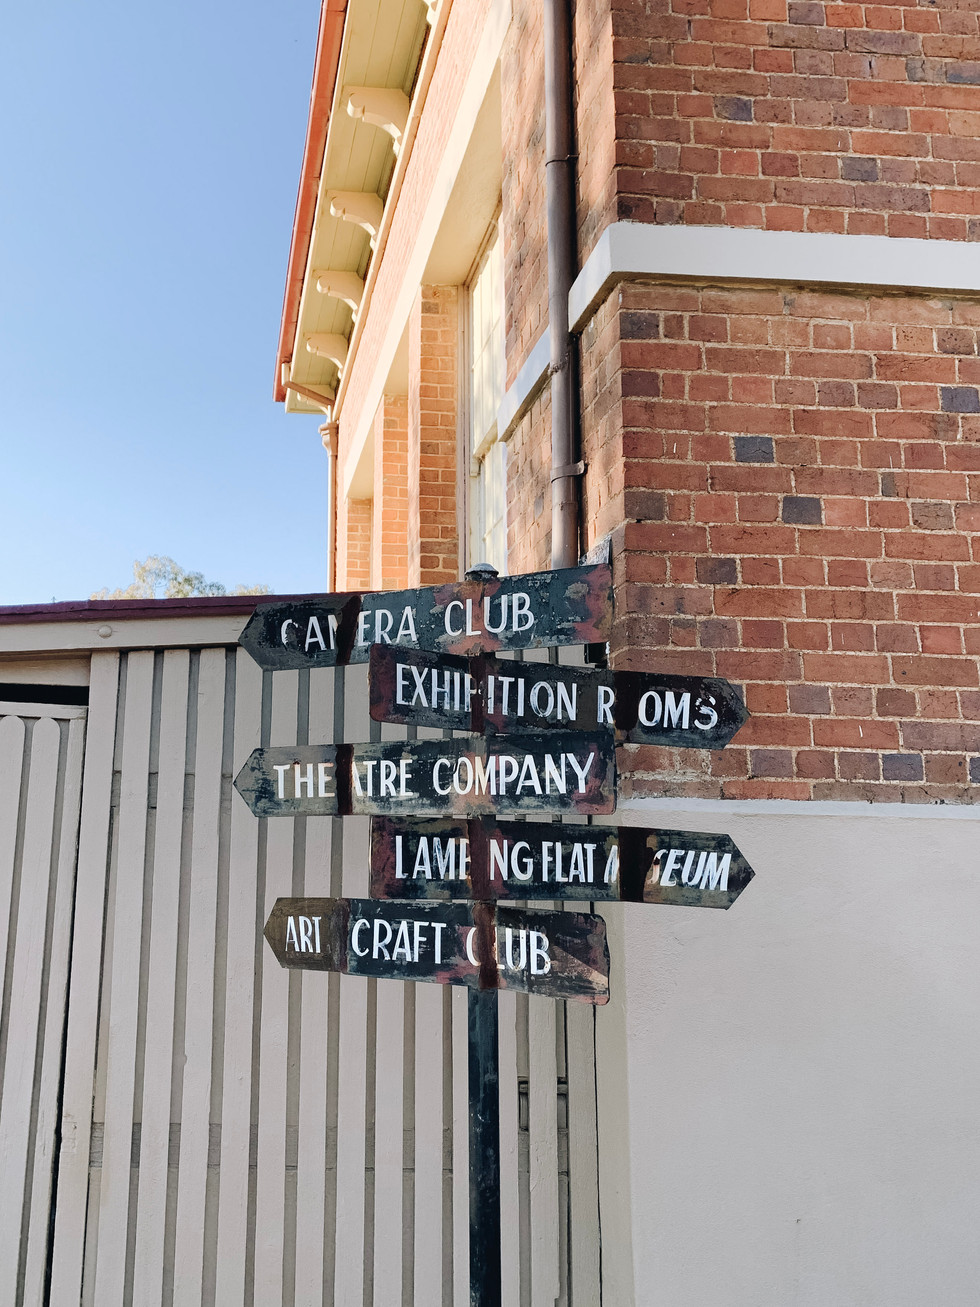 CAMERA CLUB
EXHIBITION ROOMS
THEATRE COMPANY
LAMBING FLAT MUSEUM
ART CRAFT CLUB